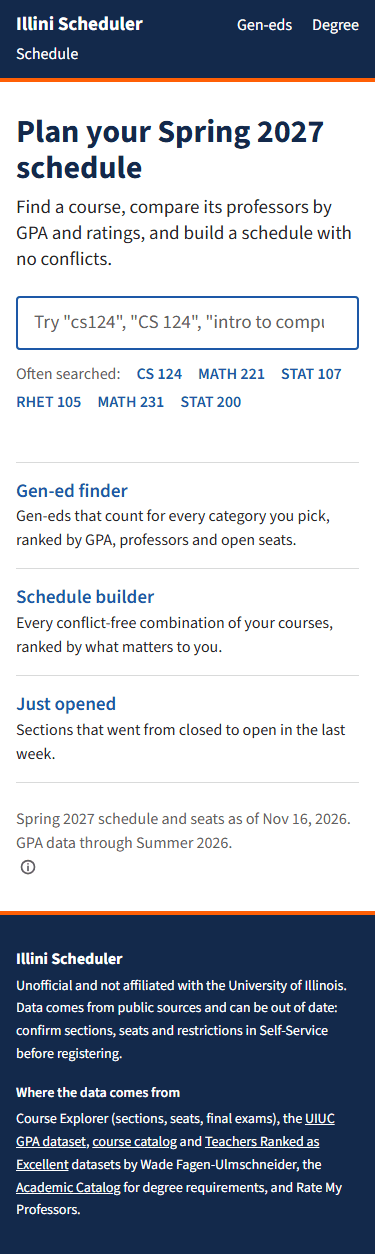 Illini Scheduler
Gen-eds Degree
Schedule
Plan your Spring 2027
schedule
Find a course, compare its professors by
GPA and ratings, and build a schedule with
no conflicts.
Try "cs124", "CS 124", "intro to compu
Often searched: CS 124 MATH 221 STAT 107
RHET 105 MATH 231 STAT 200
Gen-ed finder
Gen-eds that count for every category you pick,
ranked by GPA, professors and open seats.
Schedule builder
Every conflict-free combination of your courses,
ranked by what matters to you.
Just opened
Sections that went from closed to open in the last
week.
Spring 2027 schedule and seats as of Nov 16, 2026.
GPA data through Summer 2026.
Illini Scheduler
Unofficial and not affiliated with the University of Illinois.
Data comes from public sources and can be out of date:
confirm sections, seats and restrictions in Self-Service
before registering.
Where the data comes from
Course Explorer (sections, seats, final exams), the UIUC
GPA dataset, course catalog and Teachers Ranked as
Excellent datasets by Wade Fagen-Ulmschneider, the
Academic Catalog for degree requirements, and Rate My
Professors.